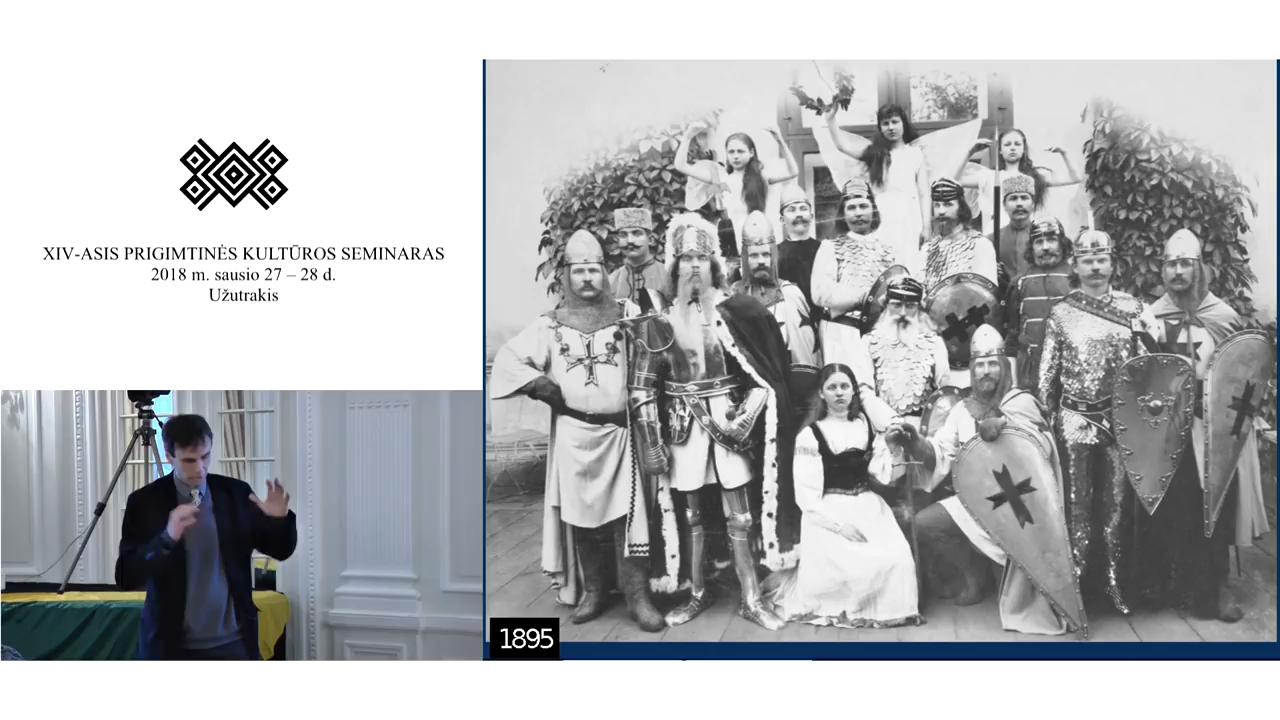 XIV-ASIS PRIGIMTINĖS KULTŪROS SEMINARAS
2018 m. sausio 27 – 28 d.
Užutrakis
1895